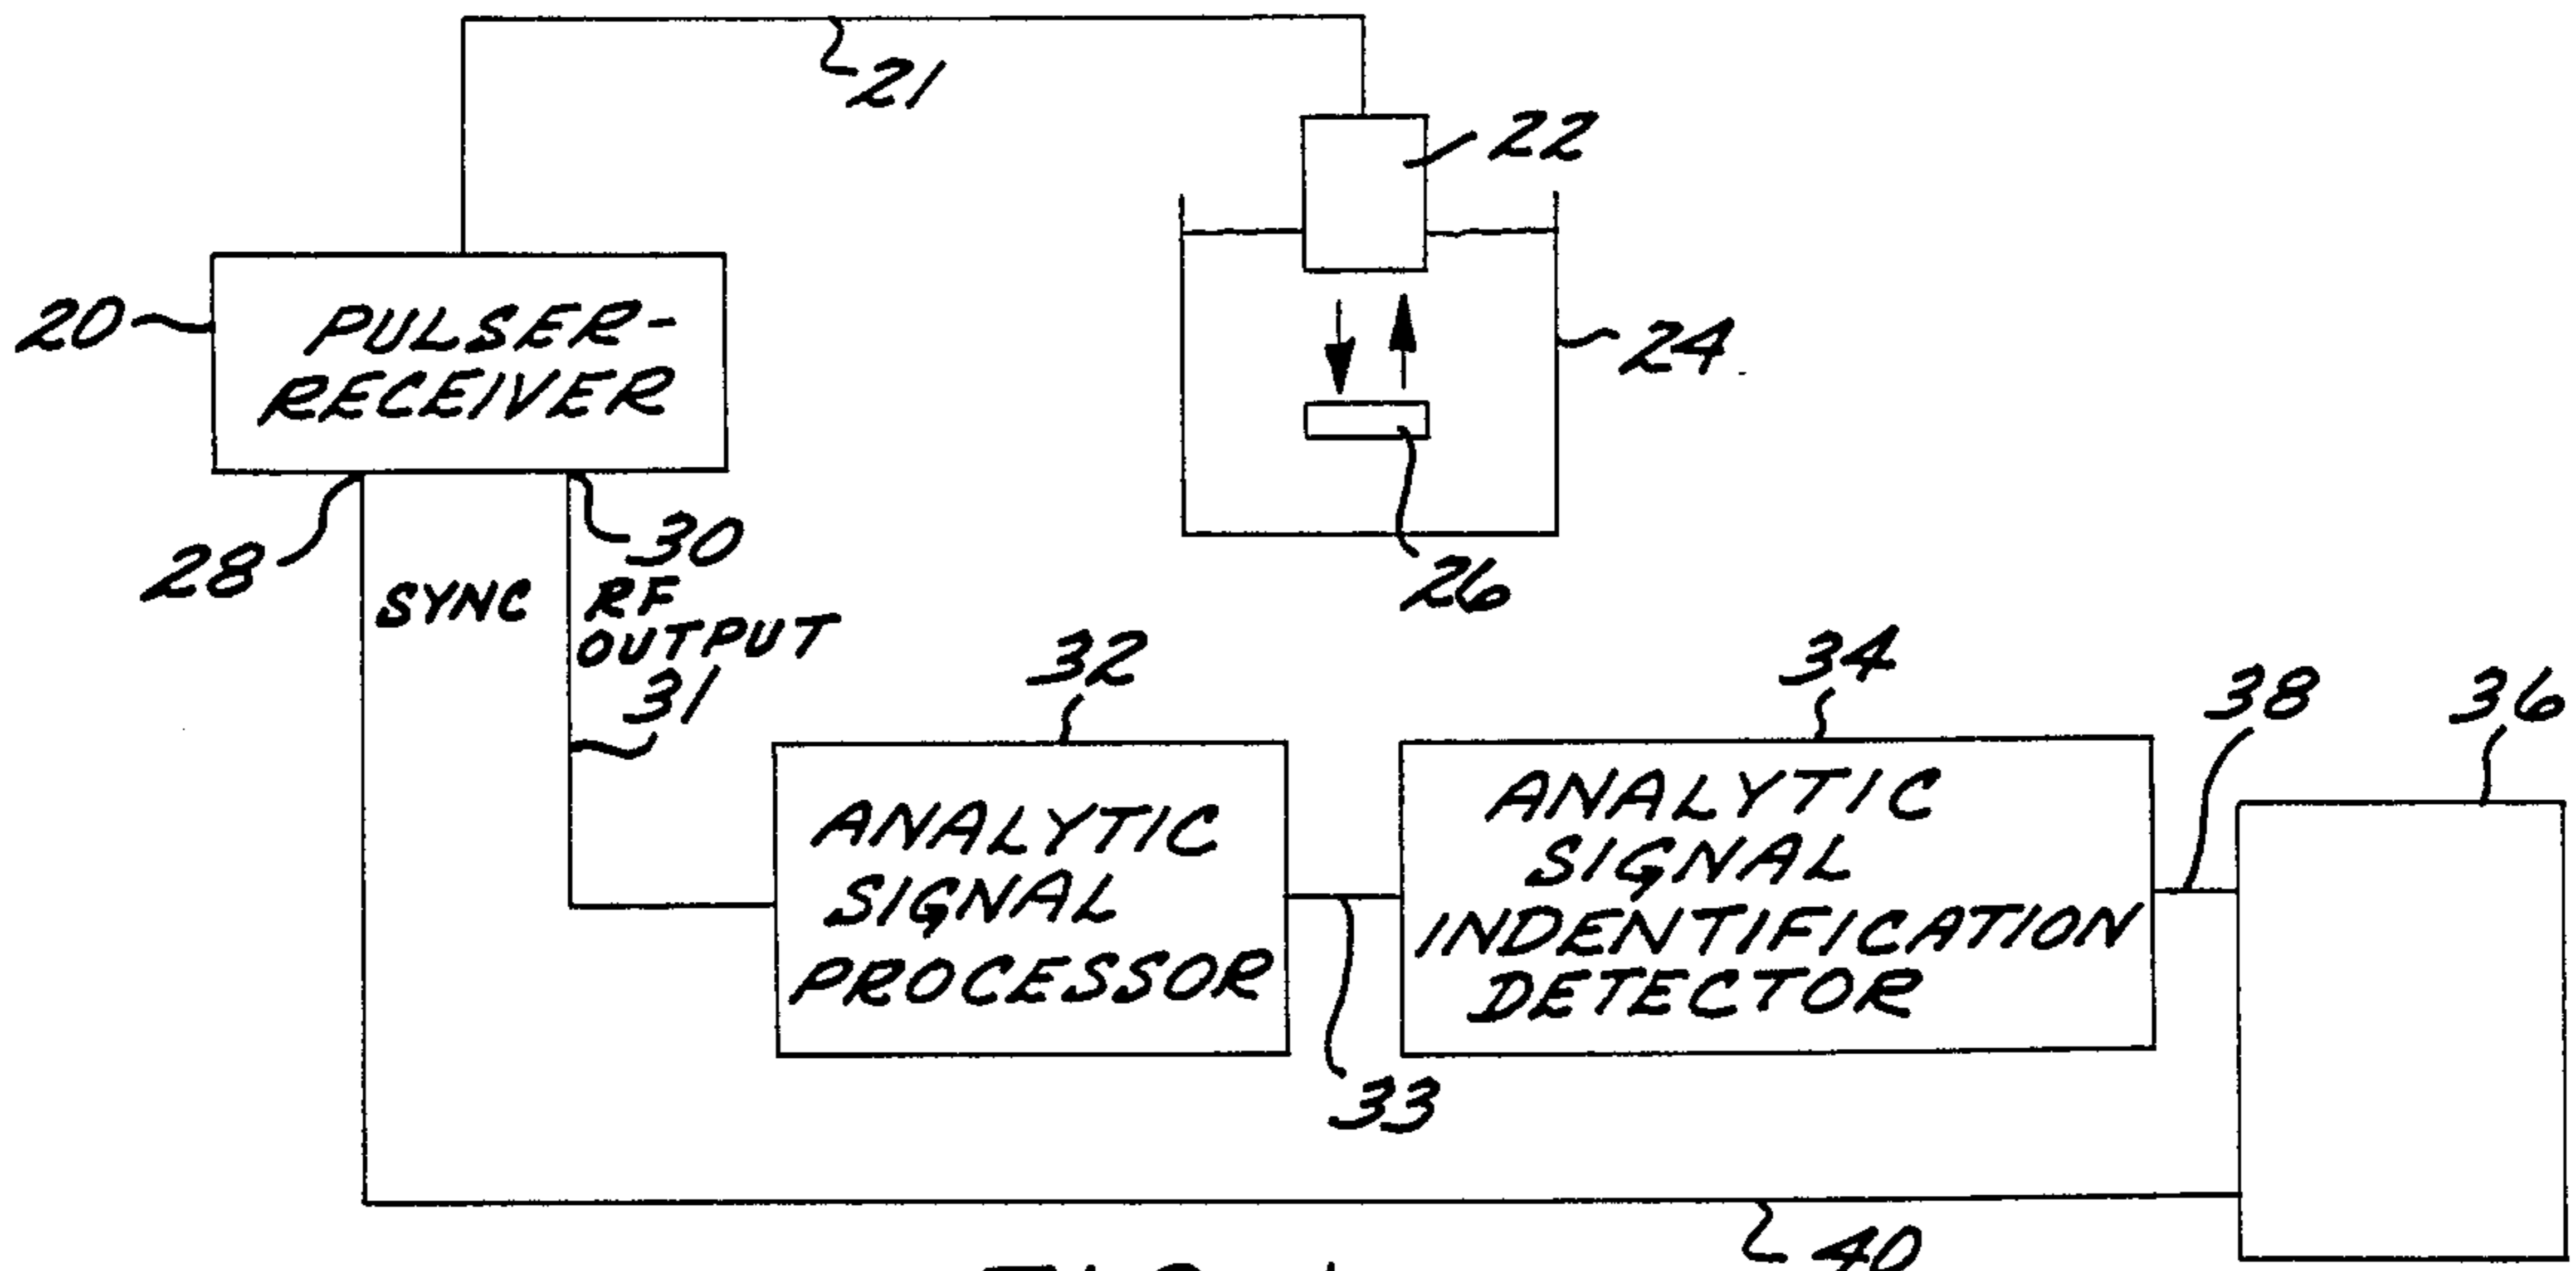 21
22
20
PULSER-
RECEIVER
24
28
30
26
SYNC
RF
OUTPUT
31
32
34
38
36
ANALYTIC
SIGNAL
PROCESSOR
ANALYTIC
SIGNAL
INDENTIFICATION
DETECTOR
33
40